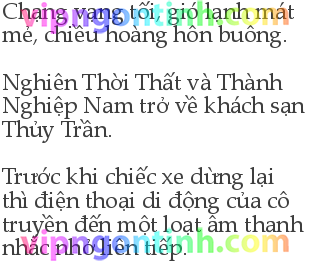 Chạng vạng tối, gió lạnh mát
mẻ, chiều hoàng hôn buông.
Nghiên Thời Thất và Thành
Nghiệp Nam trở về khách sạn
Thủy Trần.
Trước khi chiếc xe dừng lại
thì điện thoại di động của cô
truyền đến một loạt âm thanh
nhắc nhở liên tiếp.
vipngontinh.com
vipngontinh.com